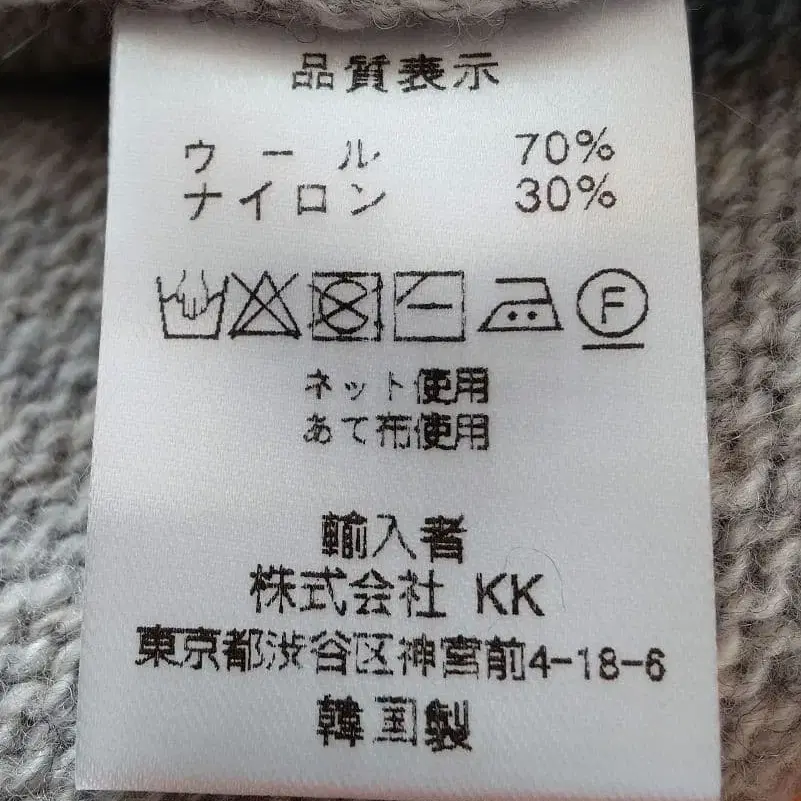 品質表示
ウール 70%
ナイロン 30%
F
ネット使用
あて布使用
輸入者
株式会社 KK
東京都渋谷区神宮前4-18-6
韓国製